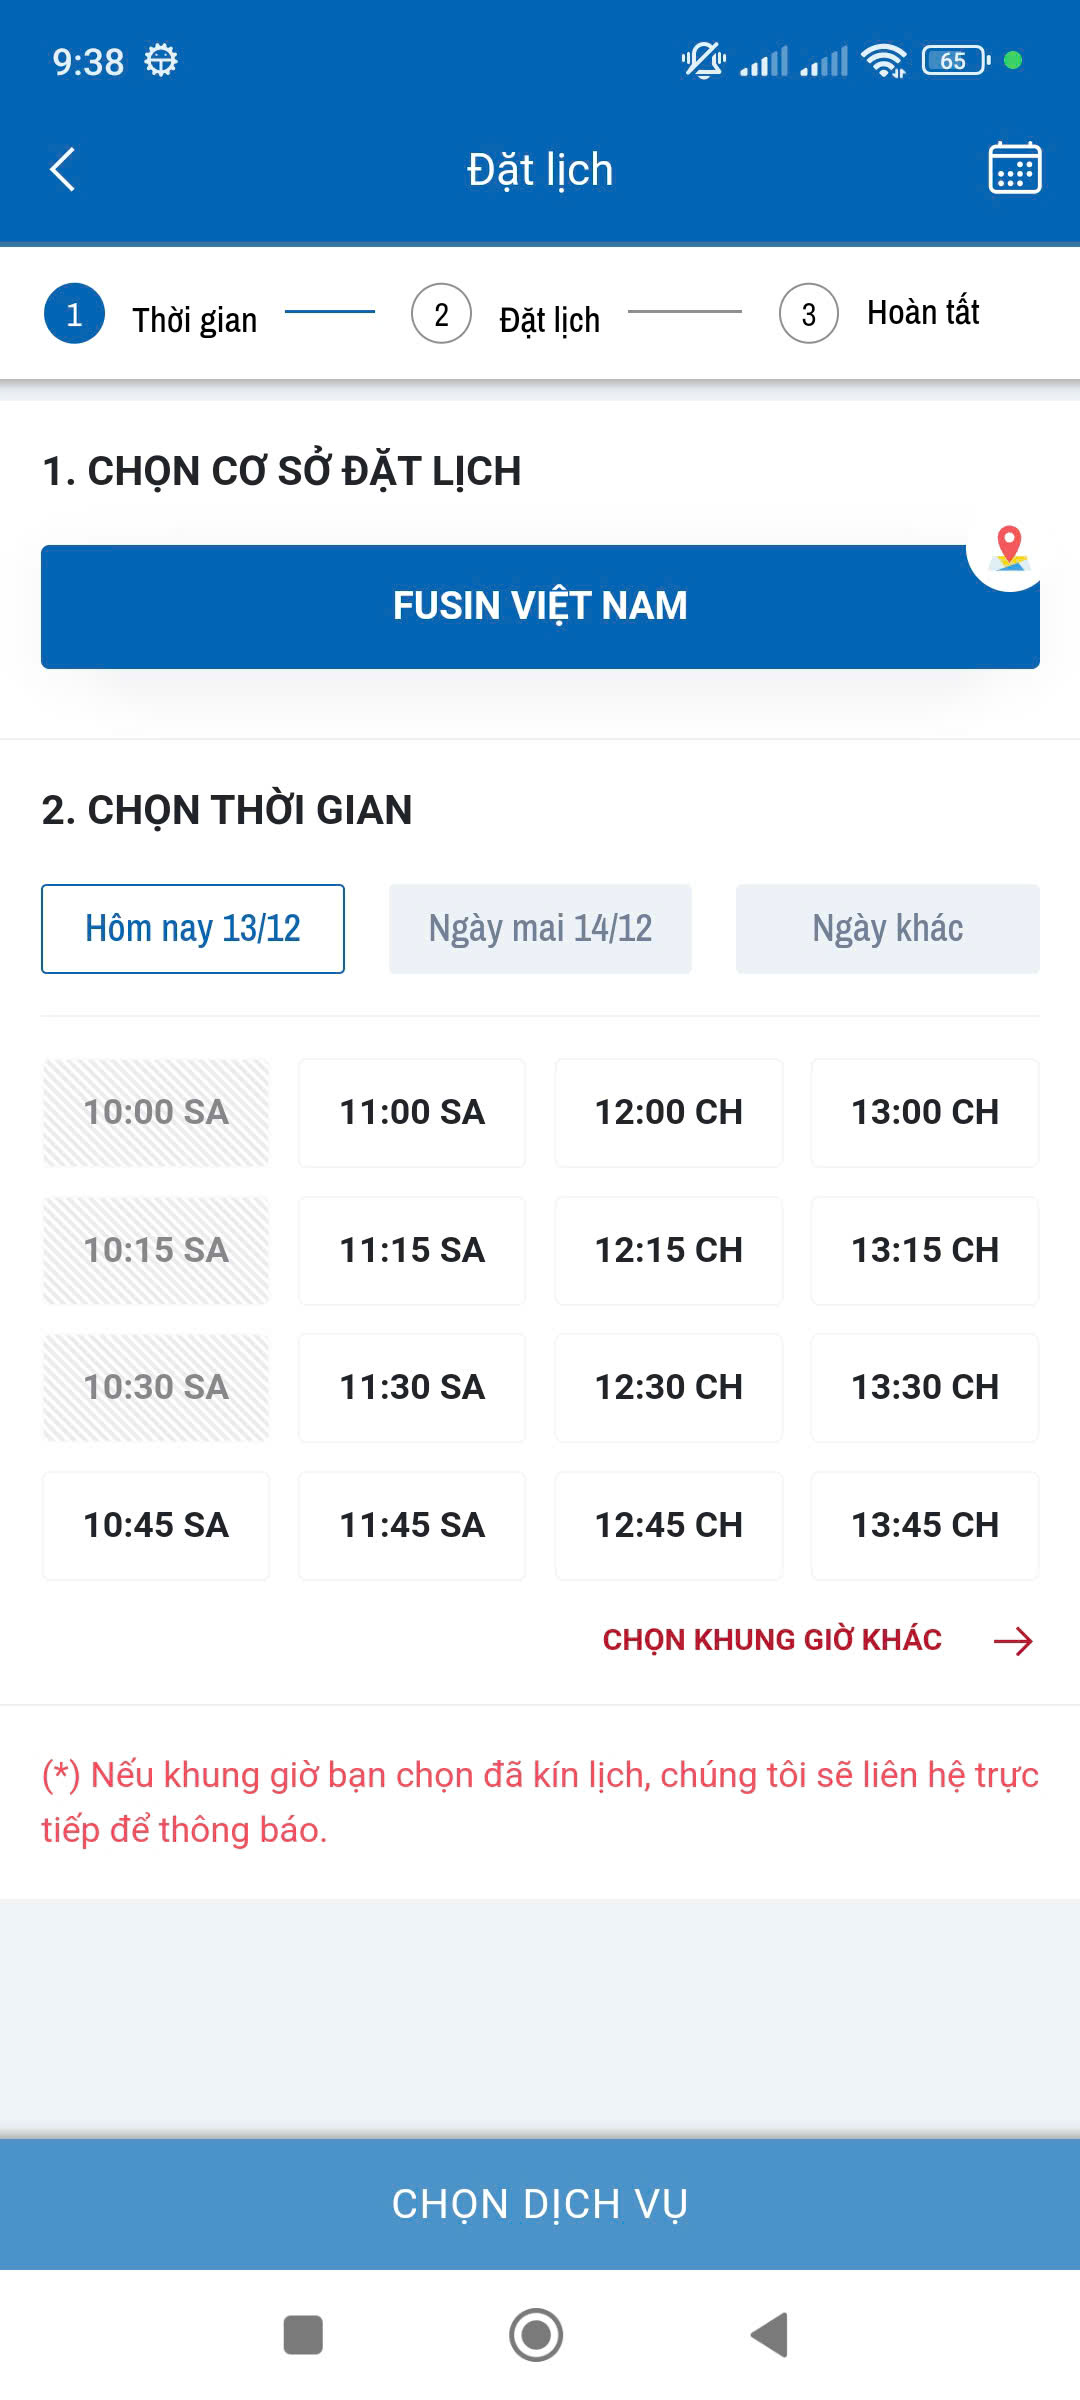 9:38
65
Đặt lịch
1 Thời gian 2 Đặt lịch 3 Hoàn tất
1. CHỌN CƠ SỞ ĐẶT LỊCH
FUSIN VIỆT NAM
2. CHỌN THỜI GIAN
Hôm nay 13/12 Ngày mai 14/12 Ngày khác
10:00 SA 11:00 SA 12:00 CH 13:00 CH
10:15 SA 11:15 SA 12:15 CH 13:15 CH
10:30 SA 11:30 SA 12:30 CH 13:30 CH
10:45 SA 11:45 SA 12:45 CH 13:45 CH
CHỌN KHUNG GIỜ KHÁC
(*) Nếu khung giờ bạn chọn đã kín lịch, chúng tôi sẽ liên hệ trực
tiếp để thông báo.
CHỌN DỊCH VỤ